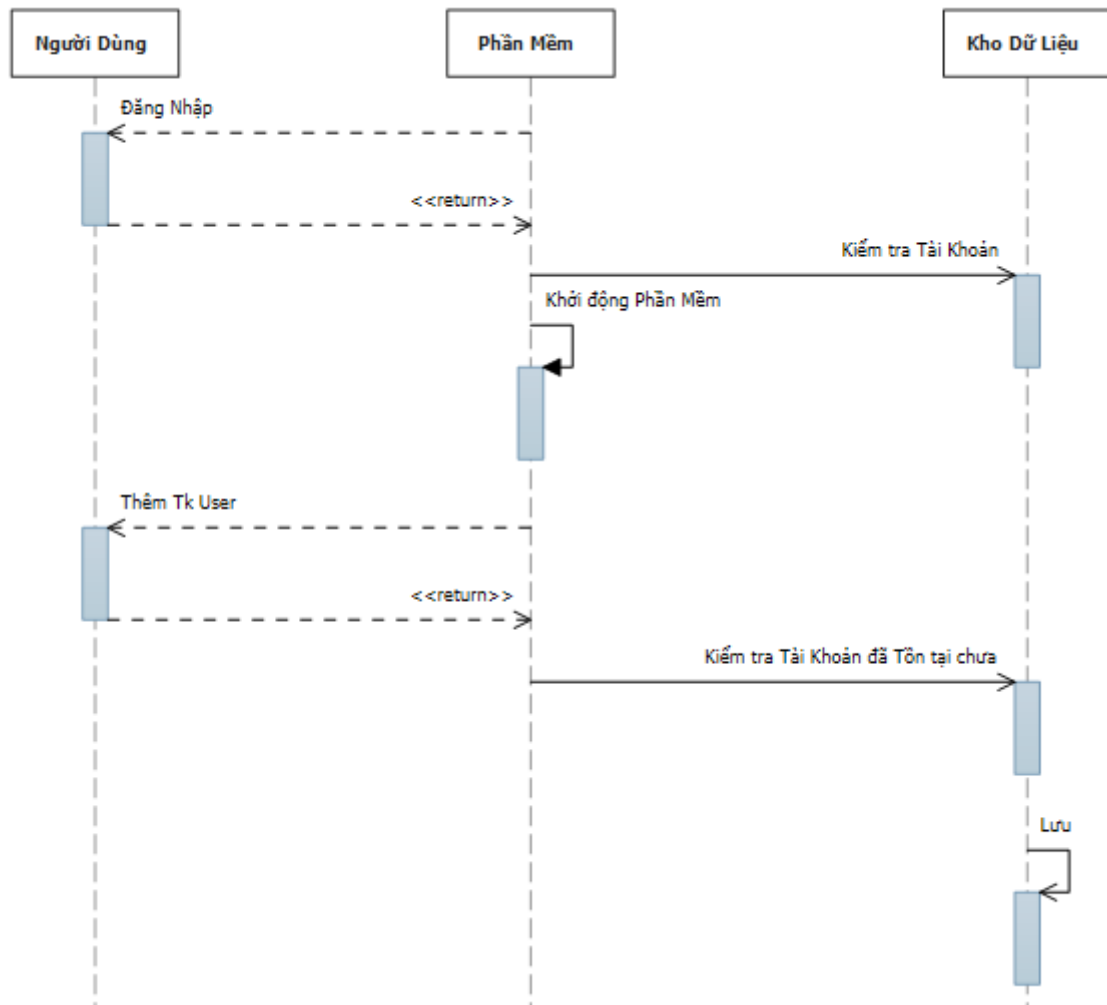 Người Dùng
Phần Mềm
Kho Dữ Liệu
Đăng Nhập
<<return>>
Kiểm tra Tài Khoản
Khởi động Phần Mềm
Thêm Tk User
<<return>>
Kiểm tra Tài Khoản đã Tồn tại chưa
Lưu